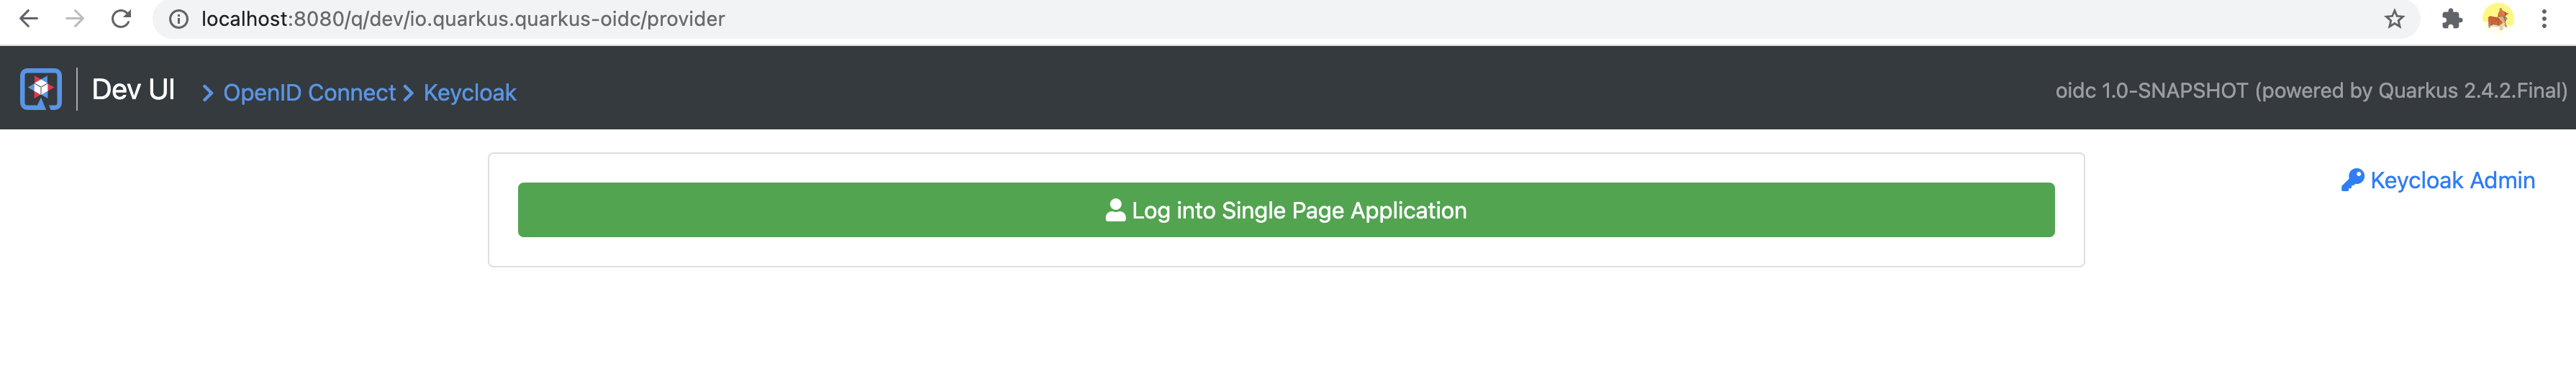 localhost:8080/q/dev/io.quarkus.quarkus-oidc/provider
Dev UI > OpenID Connect > Keycloak
oidc 1.0-SNAPSHOT (powered by Quarkus 2.4.2.Final)
Keycloak Admin
Log into Single Page Application